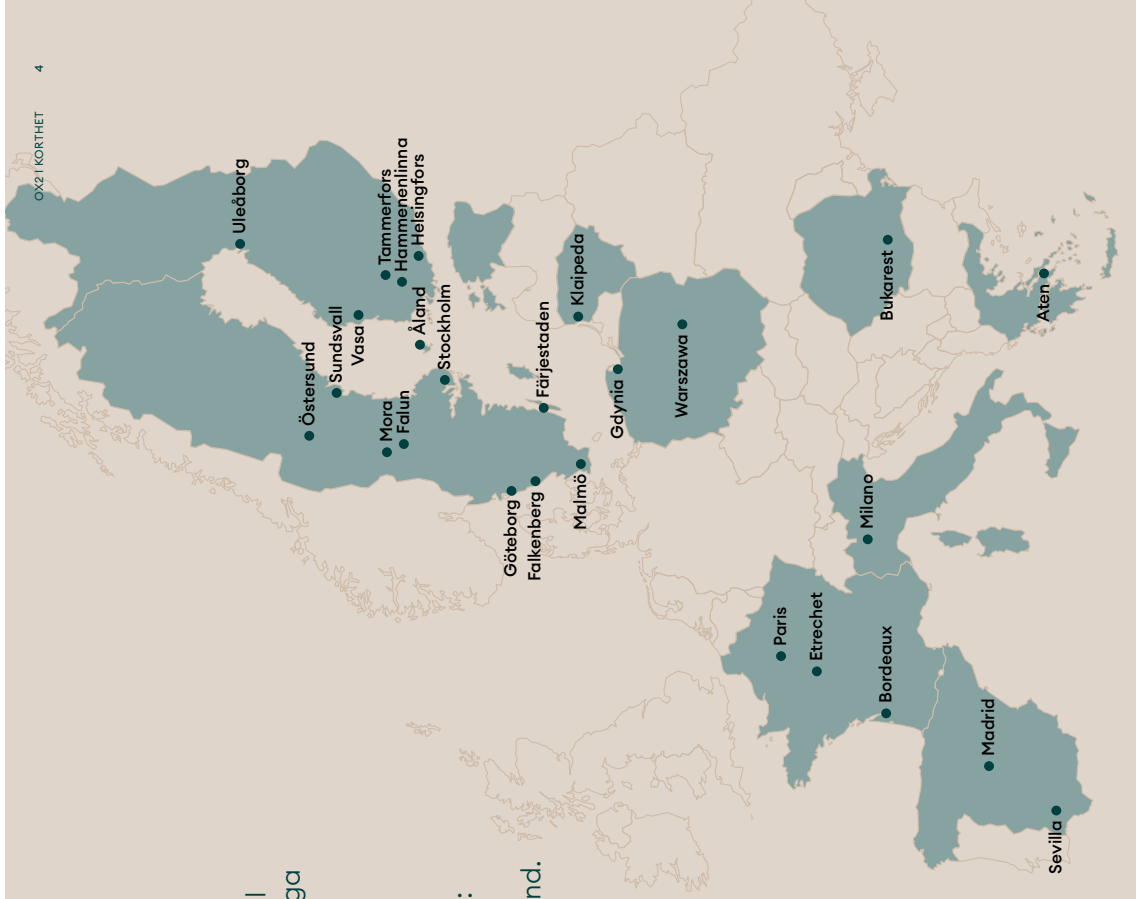 OX2 I KORTHET 4
l
ga
:
nd.
Uleåborg
Östersund
Sundsvall
Vasa
Mora
Tammerfors
Falun
Hammenenlinna
Åland
Helsingfors
Stockholm
Göteborg
Falkenberg
Färjestaden
Malmö
Klaipeda
Gdynia
Warszawa
Paris
Etrechet
Milano
Bordeaux
Bukarest
Madrid
Aten
Sevilla